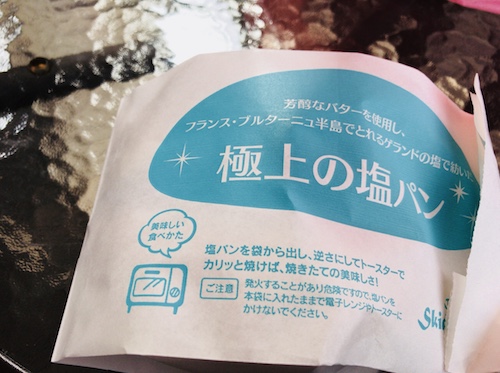 芳醇なバターを使用し、
フランス・ブルターニュ半島でとれるゲランドの塩で紡い
極上の塩パン
美味しい
食べかた
塩パンを袋から出し、逆さにしてトースターで
カリッと焼けば、焼きたての美味しさ!
ご注意
発火することがあり危険ですので、塩パンを
本袋に入れたままで電子レンジやトースターに
かけないでください。